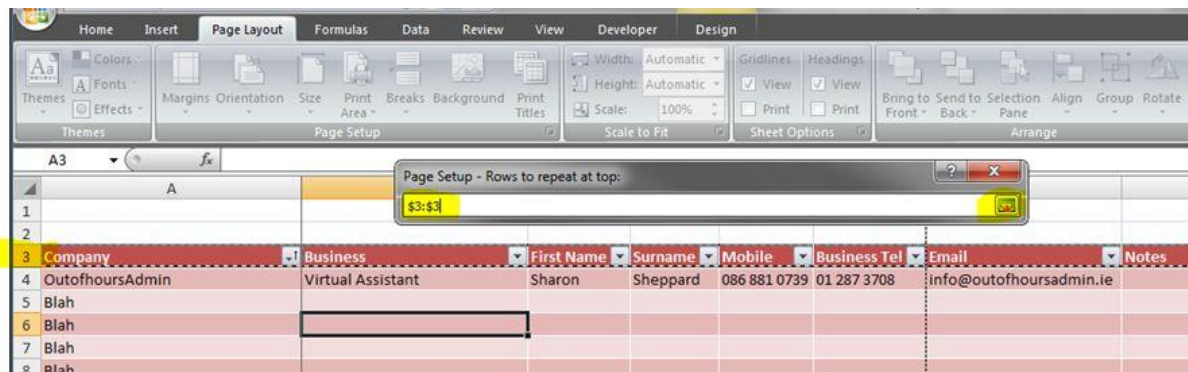 Home Insert Page Layout Formulas Data Review View Developer Design
Colors Width: Automatic Gridlines Headings
Aa A Fonts Height: Automatic View View
Themes Effects Margins Orientation Size Print Area Breaks Background Print Titles Scale: 100% Print Print Bring to Front Send to Back Selection Pane Align Group Rotate
Themes Page Setup Scale to Fit Sheet Options Arrange
A3 fx
Page Setup - Rows to repeat at top:
$3:$3
A
1
2
3 Company Business First Name Surname Mobile Business Tel Email Notes
4 OutofhoursAdmin Virtual Assistant Sharon Sheppard 086 881 0739 01 287 3708 info@outofhoursadmin.ie
5 Blah
6 Blah
7 Blah
8 Blah